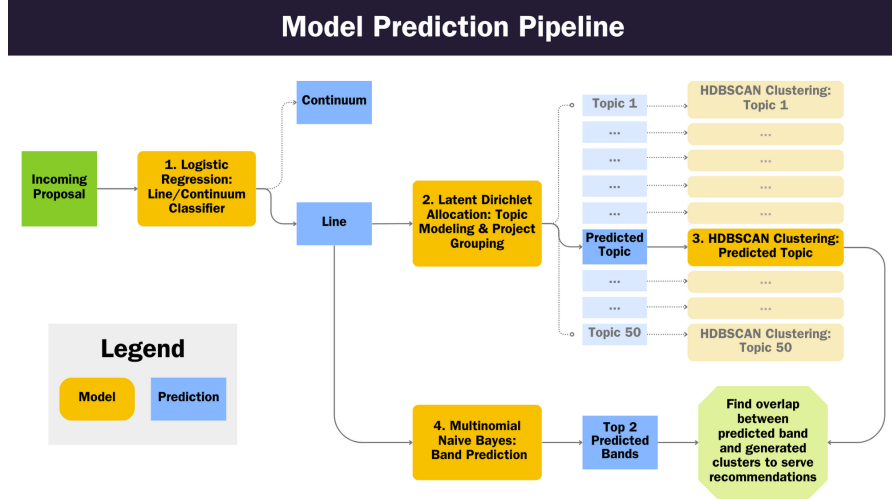 Model Prediction Pipeline
Continuum
Incoming
Proposal
1. Logistic
Regression:
Line/Continuum
Classifier
Line
2. Latent Dirichlet
Allocation: Topic
Modeling & Project
Grouping
Topic 1
...
...
...
...
Predicted
Topic
...
...
Topic 50
HDBSCAN Clustering:
Topic 1
...
...
...
...
3. HDBSCAN Clustering:
Predicted Topic
...
...
HDBSCAN Clustering:
Topic 50
Legend
Model
Prediction
4. Multinomial
Naive Bayes:
Band Prediction
Top 2
Predicted
Bands
Find overlap
between
predicted band
and generated
clusters to serve
recommendations